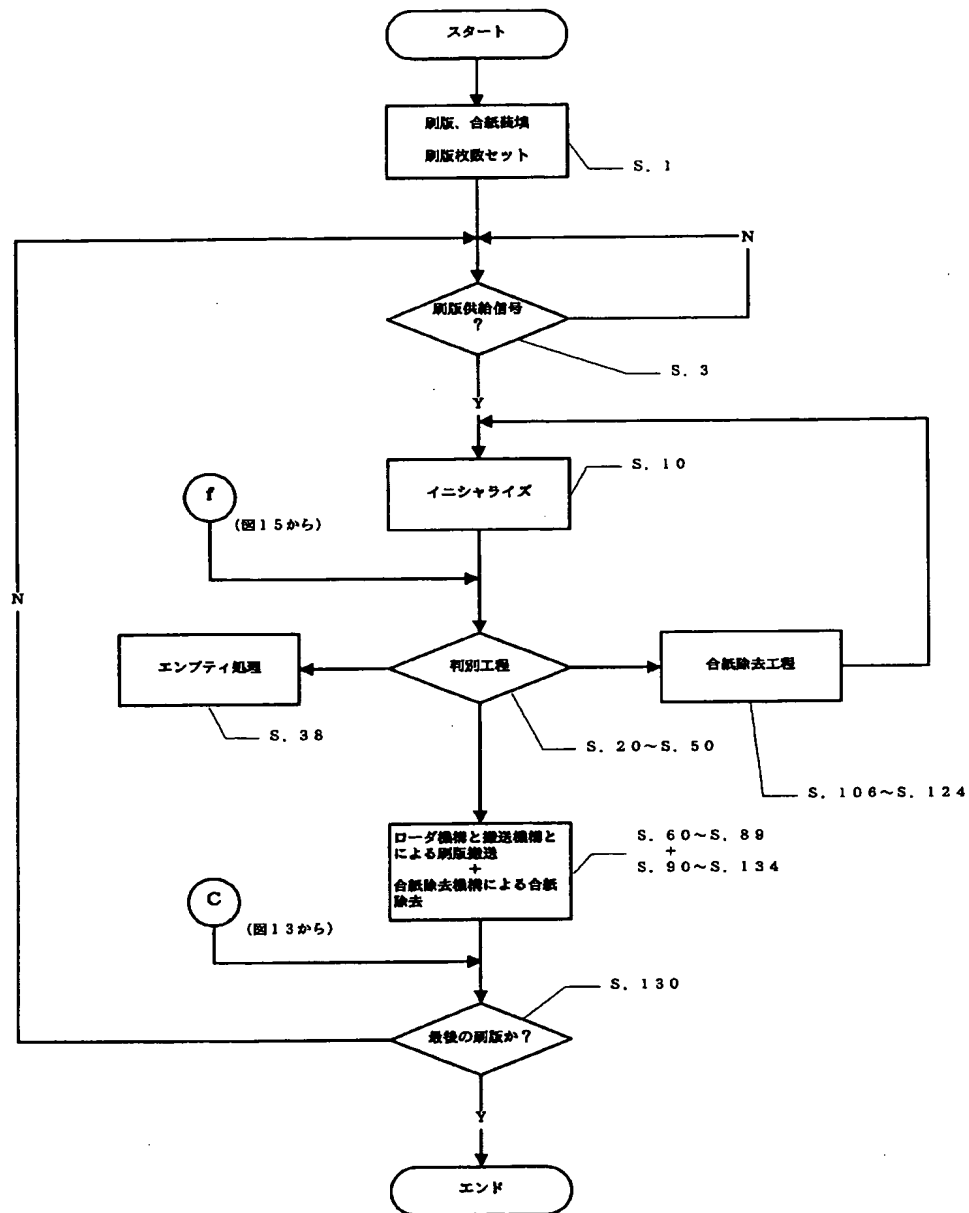 スタート
刷版、合紙装填
刷版枚数セット
S. 1
N
刷版供給信号
?
S. 3
Y
S. 10
イニシャライズ
f
(図15から)
N
エンプティ処理
判別工程
合紙除去工程
S. 38
S. 20~S. 50
S. 106~S. 124
ローダ機構と搬送機構と
による刷版搬送
+
合紙除去機構による合紙
除去
S. 60~S. 89
+
S. 90~S. 134
C
(図13から)
S. 130
最後の刷版か?
Y
エンド